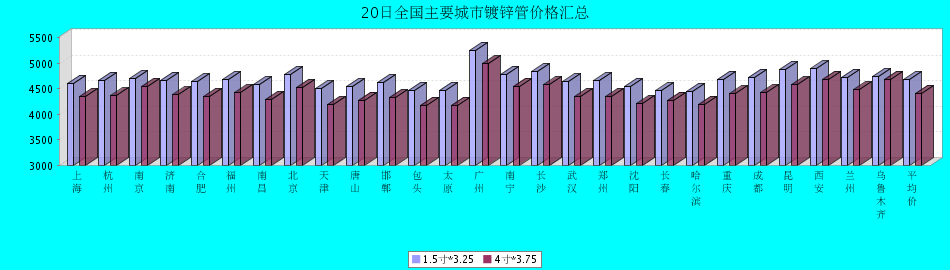 20日全国主要城市镀锌管价格汇总
5500
5000
4500
4000
3500
3000
上海 杭州 南京 济南 合肥 福州 南昌 北京 天津 唐山 邯郸 包头 太原 广州 南宁 长沙 武汉 郑州 沈阳 长春 哈尔滨 重庆 成都 昆明 西安 兰州 乌鲁木齐 平均价
1.5寸*3.25 4寸*3.75